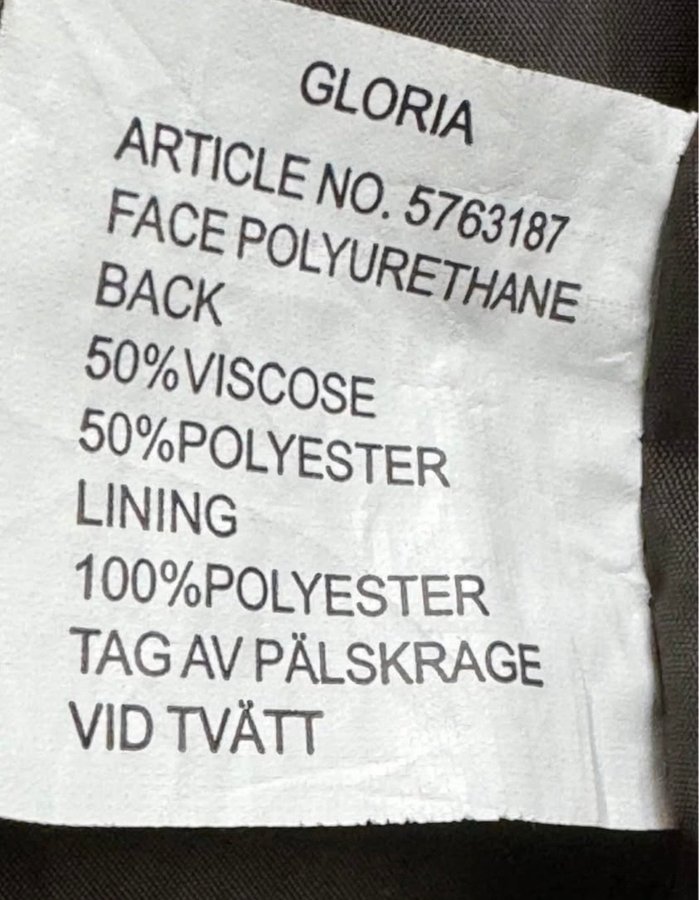 GLORIA
ARTICLE NO. 5763187
FACE POLYURETHANE
BACK
50%VISCOSE
50%POLYESTER
LINING
100%POLYESTER
TAG AV PÄLSKRAGE
VID TVÄTT